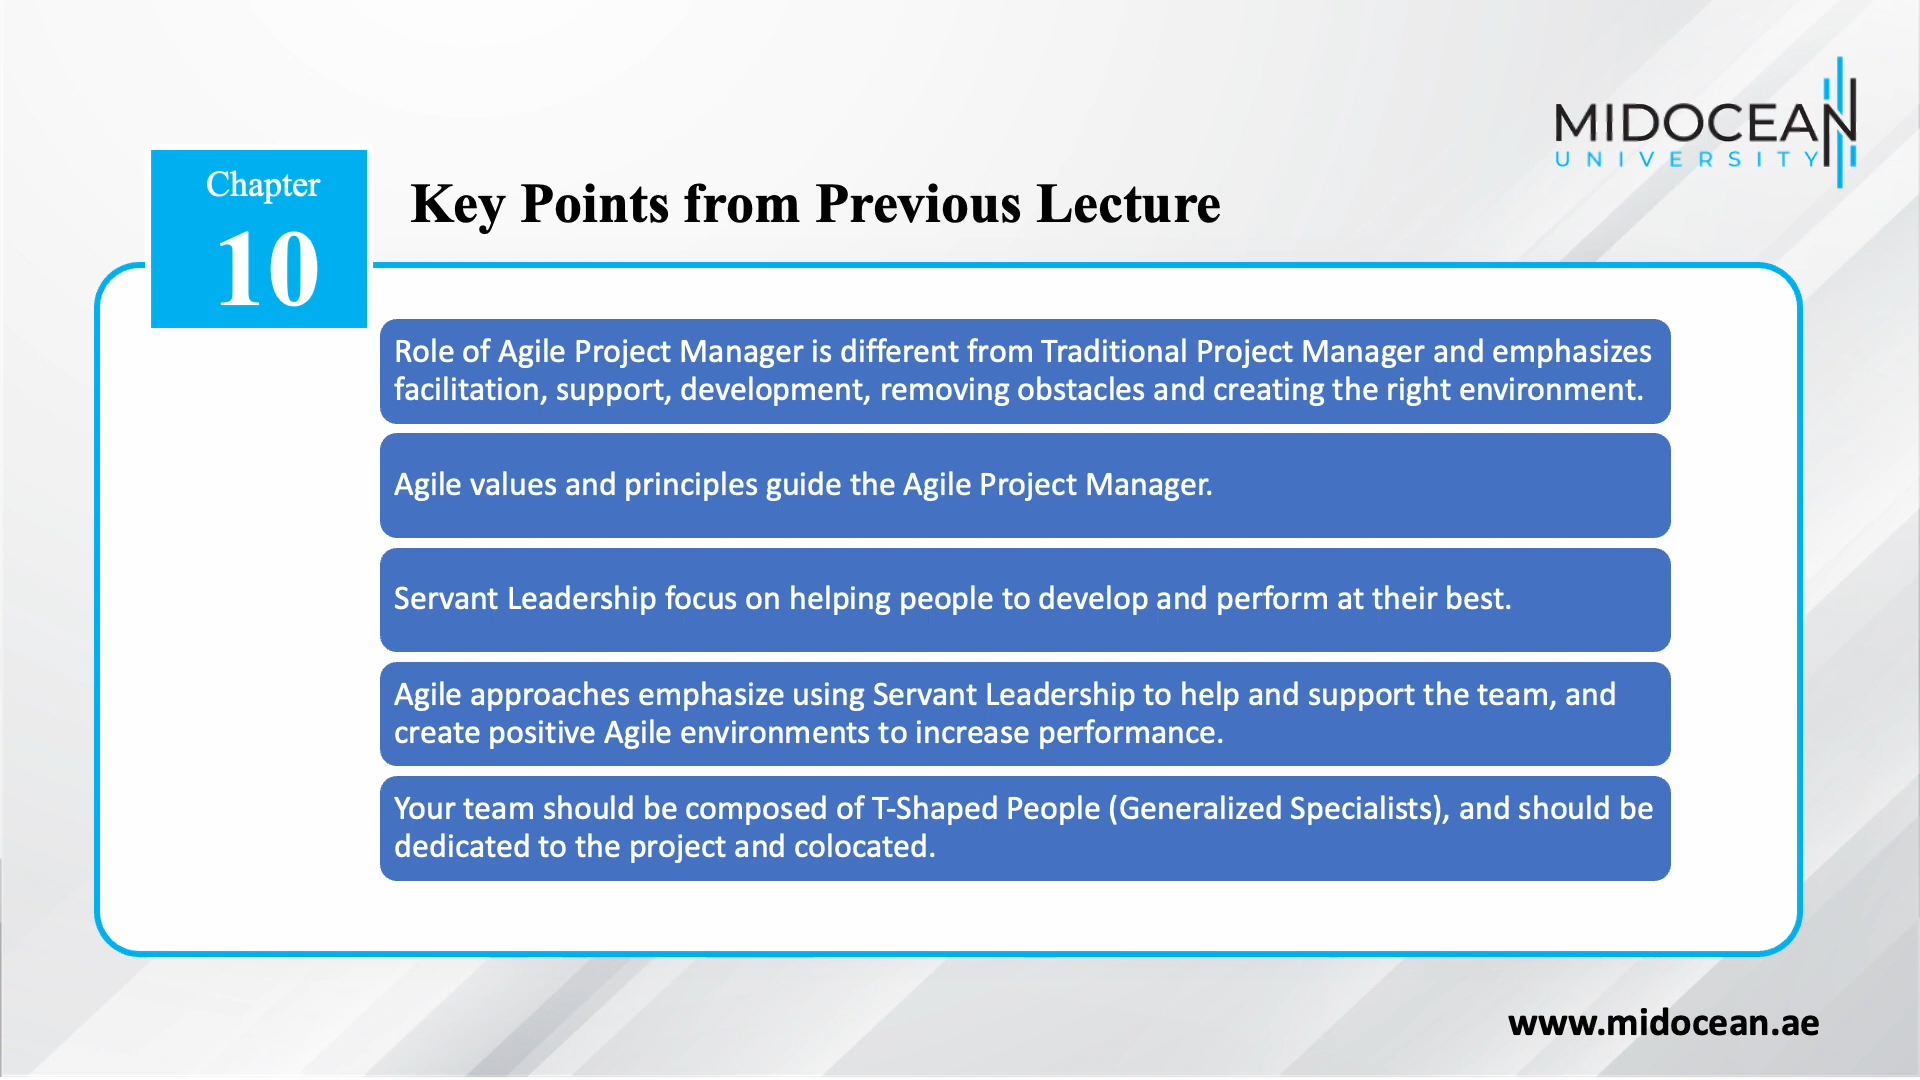 MIDOCEAN
UNIVERSITY
Chapter
10
Key Points from Previous Lecture
Role of Agile Project Manager is different from Traditional Project Manager and emphasizes
facilitation, support, development, removing obstacles and creating the right environment.
Agile values and principles guide the Agile Project Manager.
Servant Leadership focus on helping people to develop and perform at their best.
Agile approaches emphasize using Servant Leadership to help and support the team, and
create positive Agile environments to increase performance.
Your team should be composed of T-Shaped People (Generalized Specialists), and should be
dedicated to the project and colocated.
www.midocean.ae